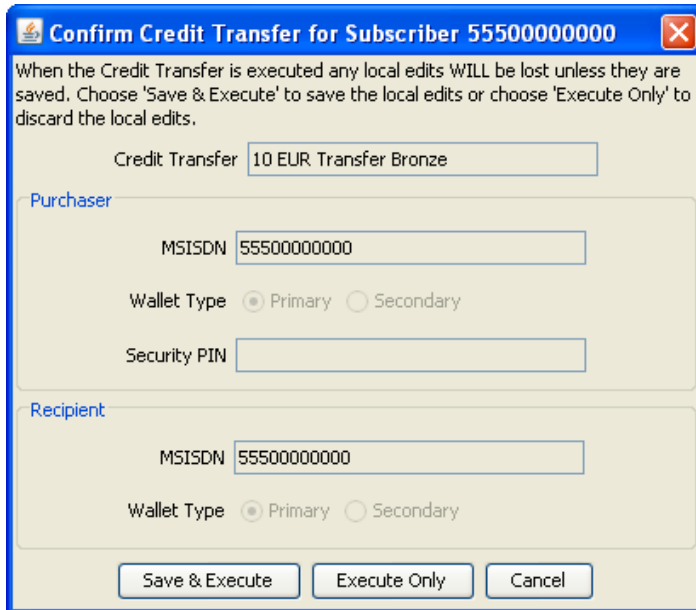 Confirm Credit Transfer for Subscriber 55500000000
When the Credit Transfer is executed any local edits WILL be lost unless they are
saved. Choose 'Save & Execute' to save the local edits or choose 'Execute Only' to
discard the local edits.
Credit Transfer 10 EUR Transfer Bronze
Purchaser
MSISDN 55500000000
Wallet Type Primary Secondary
Security PIN
Recipient
MSISDN 55500000000
Wallet Type Primary Secondary
Save & Execute Execute Only Cancel